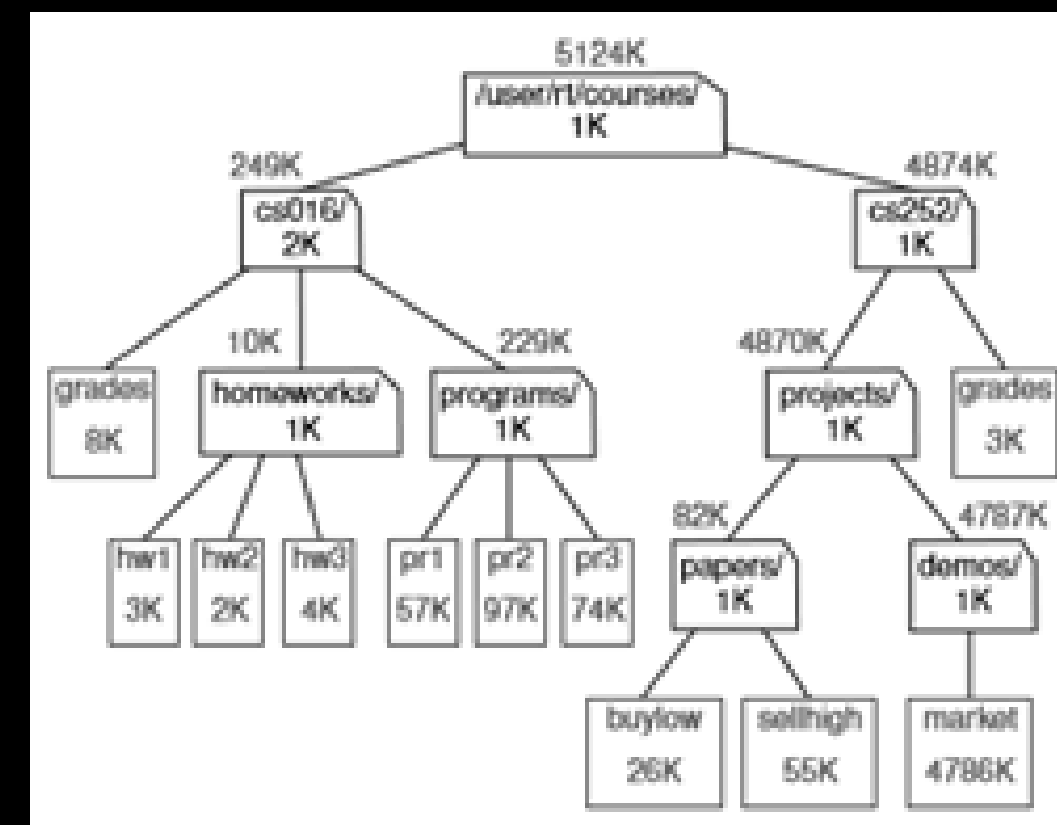 5124K
/user/rt/courses/
1K
249K
4874K
cs016/
2K
cs252/
1K
10K
229K
4870K
grades
8K
homeworks/
1K
programs/
1K
projects/
1K
grades
3K
82K
4787K
hw1
3K
hw2
2K
hw3
4K
pr1
57K
pr2
97K
pr3
74K
papers/
1K
demos/
1K
buylow
26K
sellhigh
55K
market
4786K